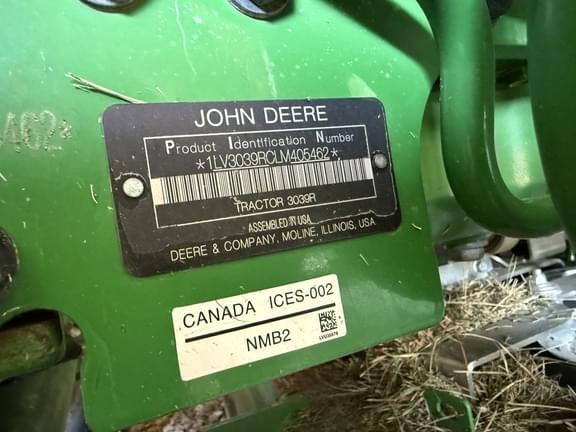 JOHN DEERE
Product Identification Number
*1LV3039RCLM405462*
TRACTOR 3039R
ASSEMBLED IN USA
DEERE & COMPANY, MOLINE, ILLINOIS, USA
462*
CANADA ICES-002
NMB2